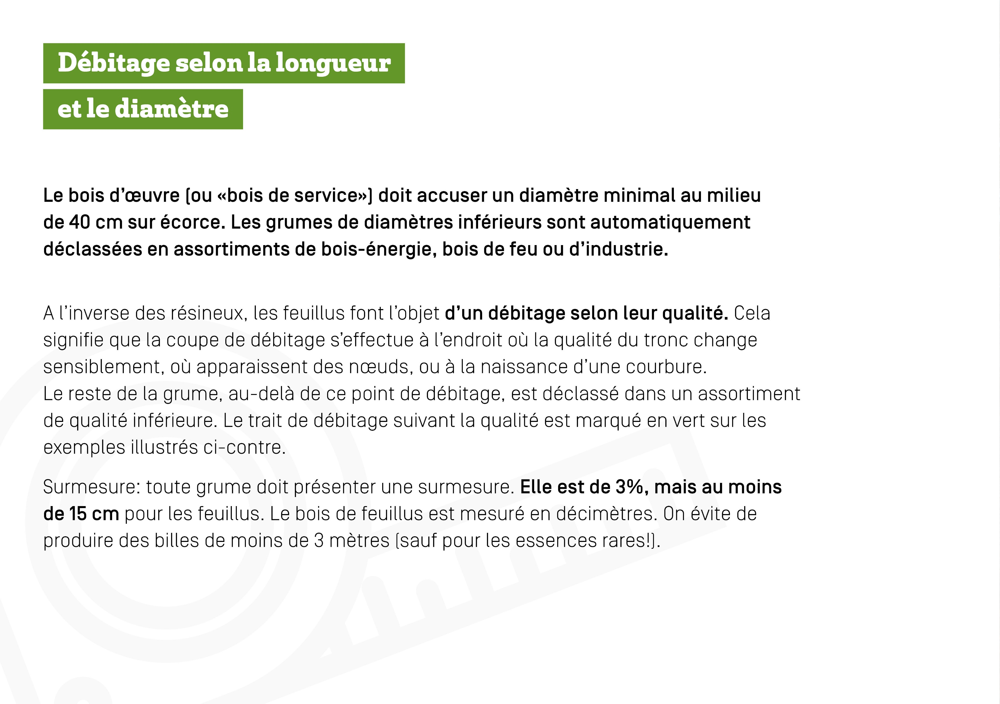 Débitage selon la longueur
et le diamètre
Le bois d’œuvre (ou «bois de service») doit accuser un diamètre minimal au milieu
de 40 cm sur écorce. Les grumes de diamètres inférieurs sont automatiquement
déclassées en assortiments de bois-énergie, bois de feu ou d’industrie.
A l’inverse des résineux, les feuillus font l’objet d’un débitage selon leur qualité. Cela
signifie que la coupe de débitage s’effectue à l’endroit où la qualité du tronc change
sensiblement, où apparaissent des nœuds, ou à la naissance d’une courbure.
Le reste de la grume, au-delà de ce point de débitage, est déclassé dans un assortiment
de qualité inférieure. Le trait de débitage suivant la qualité est marqué en vert sur les
exemples illustrés ci-contre.
Surmesure: toute grume doit présenter une surmesure. Elle est de 3%, mais au moins
de 15 cm pour les feuillus. Le bois de feuillus est mesuré en décimètres. On évite de
produire des billes de moins de 3 mètres (sauf pour les essences rares!).